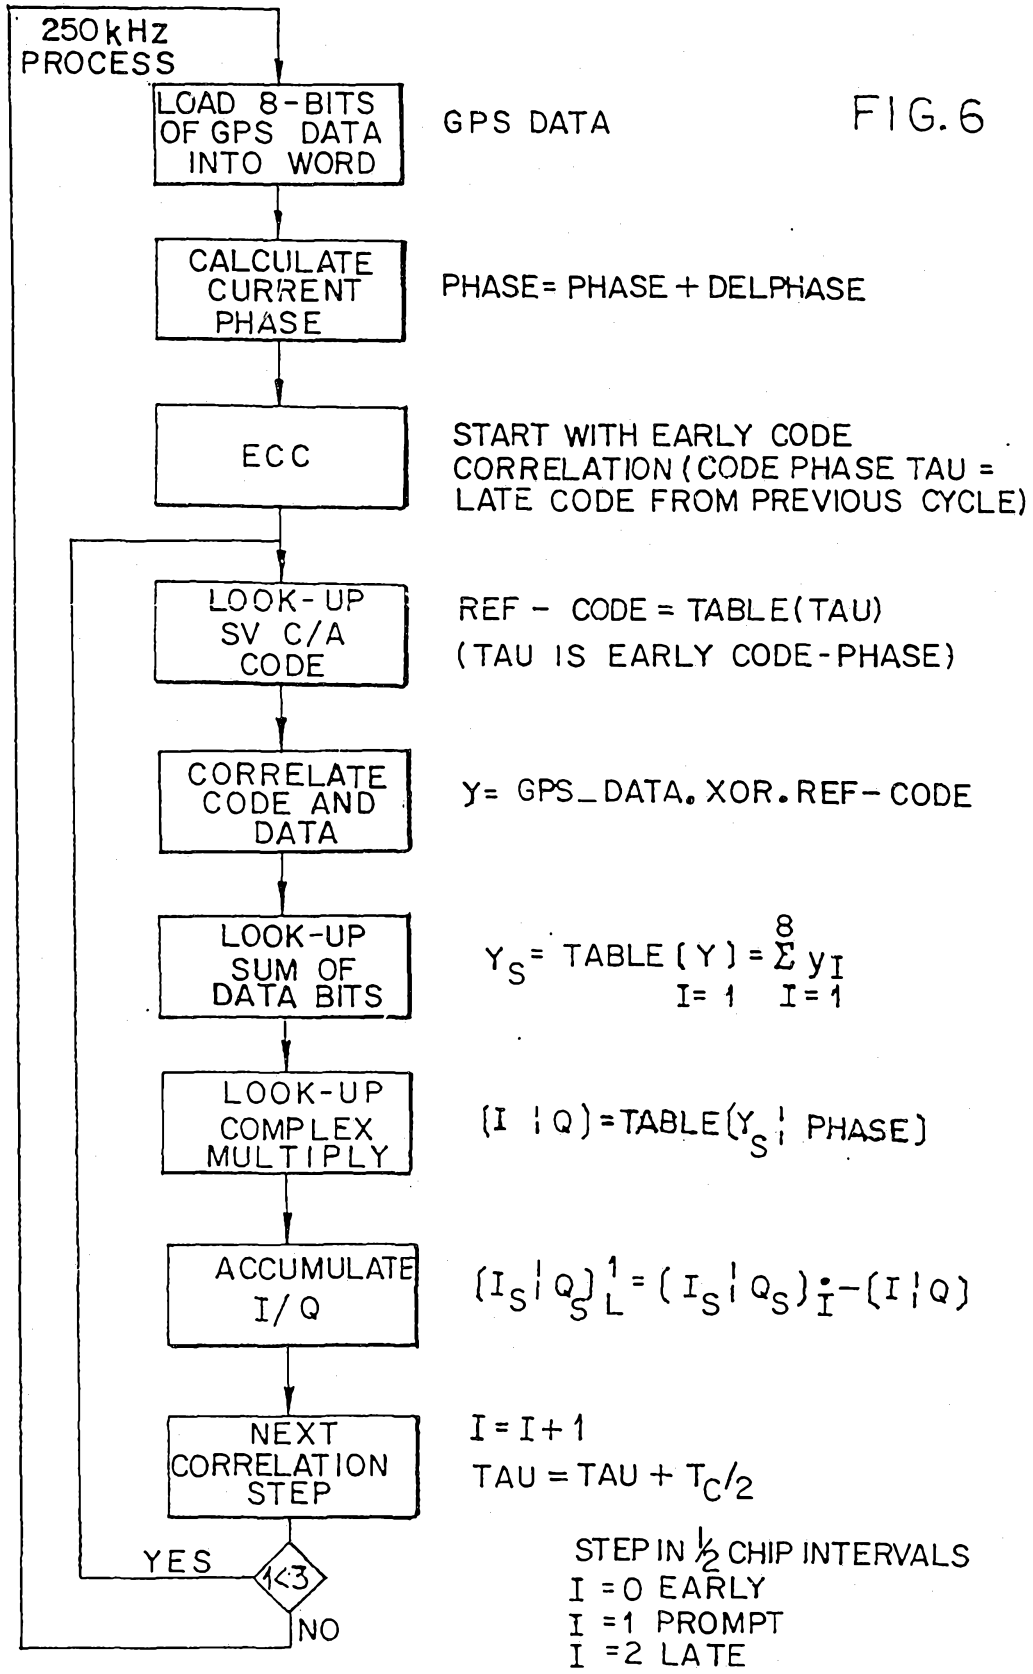 250 kHz
PROCESS
FIG. 6
LOAD 8-BITS
OF GPS DATA
INTO WORD
GPS DATA
CALCULATE
CURRENT
PHASE
PHASE = PHASE + DELPHASE
ECC
START WITH EARLY CODE
CORRELATION (CODE PHASE TAU =
LATE CODE FROM PREVIOUS CYCLE)
LOOK-UP
SV C/A
CODE
REF - CODE = TABLE(TAU)
(TAU IS EARLY CODE-PHASE)
CORRELATE
CODE AND
DATA
Y= GPS_DATA. XOR. REF-CODE
LOOK-UP
SUM OF
DATA BITS
8
Y_S = TABLE (Y) = Σ y_I
I= 1 I=1
LOOK-UP
COMPLEX
MULTIPLY
(I ¦ Q) = TABLE(Y_S ¦ PHASE)
ACCUMULATE
I/Q
(I_S ¦ Q_S)^1_L = (I_S ¦ Q_S)_I - (I ¦ Q)
NEXT
CORRELATION
STEP
I = I + 1
TAU = TAU + T_C/2
YES
1<3
NO
STEP IN ½ CHIP INTERVALS
I = 0 EARLY
I = 1 PROMPT
I = 2 LATE